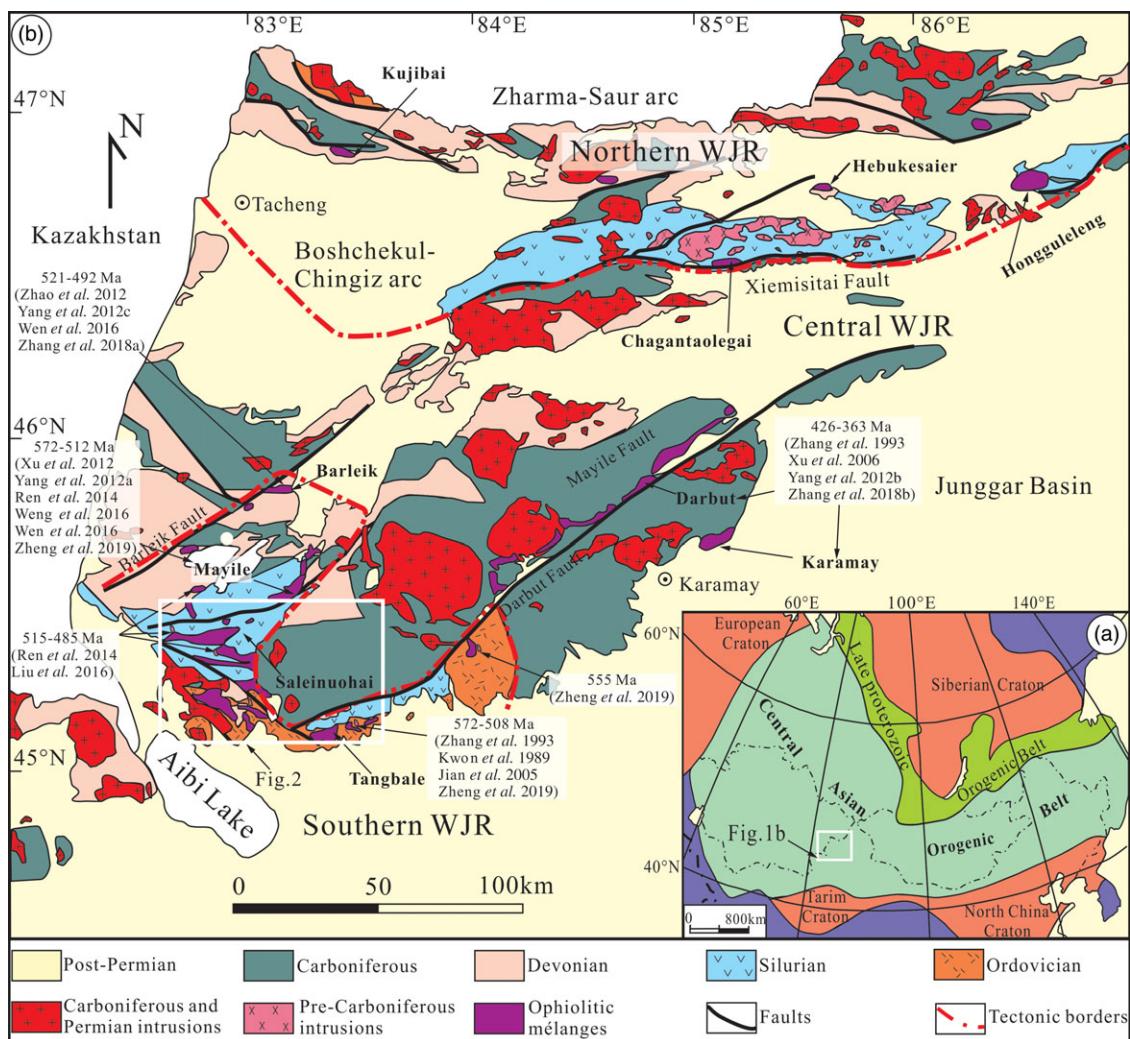 (b)
83°E
84°E
85°E
86°E
47°N
46°N
45°N
N
Kujibai
Zharma-Saur arc
Northern WJR
Hebukesaier
Tacheng
Kazakhstan
Boshchekul-
Chingiz arc
Hongguleleng
Xiemisitai Fault
Central WJR
Chagantaolegai
521-492 Ma
(Zhao et al. 2012
Yang et al. 2012c
Wen et al. 2016
Zhang et al. 2018a)
572-512 Ma
(Xu et al. 2012
Yang et al. 2012a
Ren et al. 2014
Weng et al. 2016
Wen et al. 2016
Zheng et al. 2019)
Barleik
Barleik Fault
Mayile Fault
426-363 Ma
(Zhang et al. 1993
Xu et al. 2006
Yang et al. 2012b
Zhang et al. 2018b)
Darbut
Junggar Basin
Mayile
Darbut Fault
Karamay
Karamay
515-485 Ma
(Ren et al. 2014
Liu et al. 2016)
Saleinuohai
555 Ma
(Zheng et al. 2019)
572-508 Ma
(Zhang et al. 1993
Kwon et al. 1989
Jian et al. 2005
Zheng et al. 2019)
Fig.2
Tangbale
Aibi Lake
Southern WJR
0 50 100km
(a)
60°E
100°E
140°E
60°N
40°N
European
Craton
Late proterozoic
Orogenic Belt
Siberian Craton
Central
Asian
Orogenic
Belt
Fig.1b
Tarim
Craton
North China
Craton
0 800km
Post-Permian
Carboniferous
Devonian
Silurian
Ordovician
Carboniferous and
Permian intrusions
Pre-Carboniferous
intrusions
Ophiolitic
mélanges
Faults
Tectonic borders